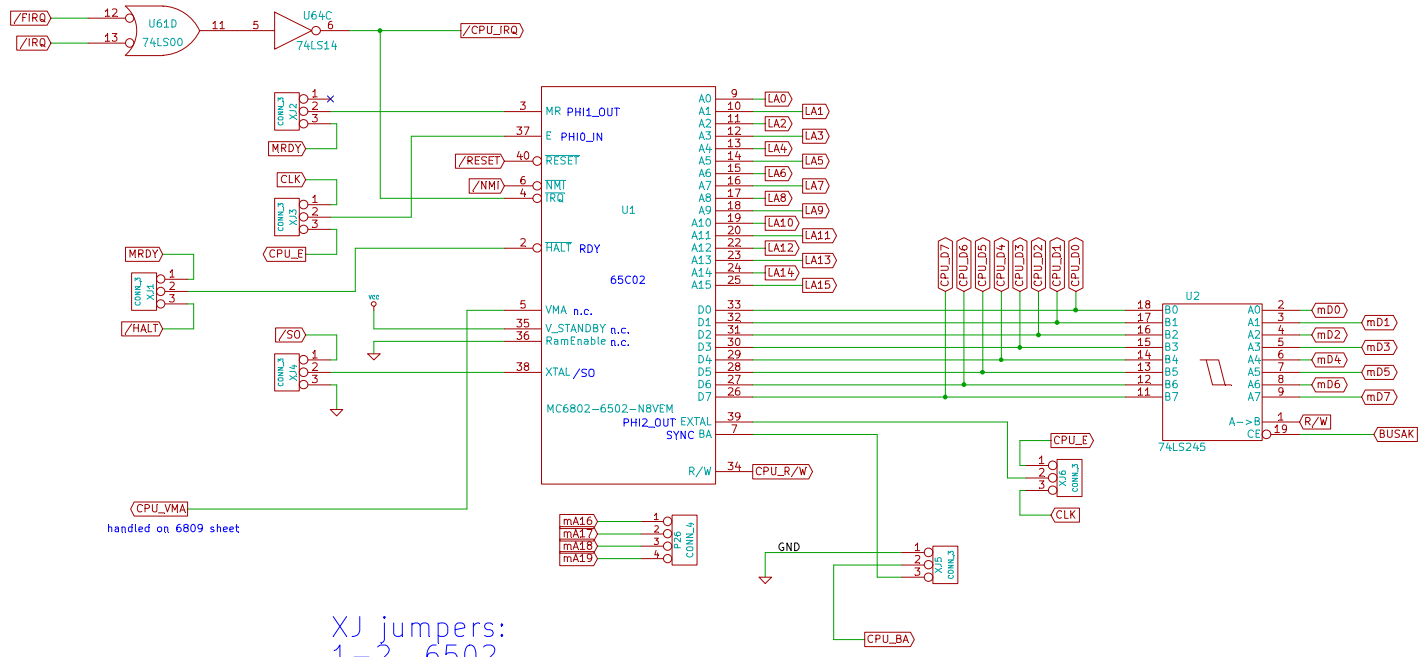 /FIRQ 12 U61D 11 5 U64C 6 /CPU_IRQ
/IRQ 13 74LS00 74LS14
CONN_3 XJ2 1 2 3
MRDY
3 MR PHI1_OUT
37 E PHI0_IN
/RESET 40 RESET
/NMI 6 NMI
4 IRQ
CLK
CONN_3 XJ3 1 2 3
CPU_E
2 HALT RDY
MRDY
CONN_3 XJ1 1 2 3
/HALT
VCC
5 VMA n.c.
35 V_STANDBY n.c.
36 RamEnable n.c.
/SO
CONN_3 XJ4 1 2 3
38 XTAL /SO
U1
65C02
MC6802-6502-N8VEM
A0 9 LA0
A1 10 LA1
A2 11 LA2
A3 12 LA3
A4 13 LA4
A5 14 LA5
A6 15 LA6
A7 16 LA7
A8 17 LA8
A9 18 LA9
A10 19 LA10
A11 20 LA11
A12 22 LA12
A13 23 LA13
A14 24 LA14
A15 25 LA15
D0 33
D1 32
D2 31
D3 30
D4 29
D5 28
D6 27
D7 26
PHI2_OUT EXTAL 39
SYNC BA 7
R/W 34 CPU_R/W
CPU_D7 CPU_D6 CPU_D5 CPU_D4 CPU_D3 CPU_D2 CPU_D1 CPU_D0
U2
18 B0 A0 2 mD0
17 B1 A1 3 mD1
16 B2 A2 4 mD2
15 B3 A3 5 mD3
14 B4 A4 6 mD4
13 B5 A5 7 mD5
12 B6 A6 8 mD6
11 B7 A7 9 mD7
A->B 1 R/W
CE 19 BUSAK
74LS245
CPU_E
1 2 3 XJ6 CONN_3
CLK
CPU_VMA
handled on 6809 sheet
mA16 1
mA17 2
mA18 3
mA19 4
P26 CONN_4
GND
1 2 3 XJ5 CONN_3
CPU_BA
XJ jumpers:
1-2 6502